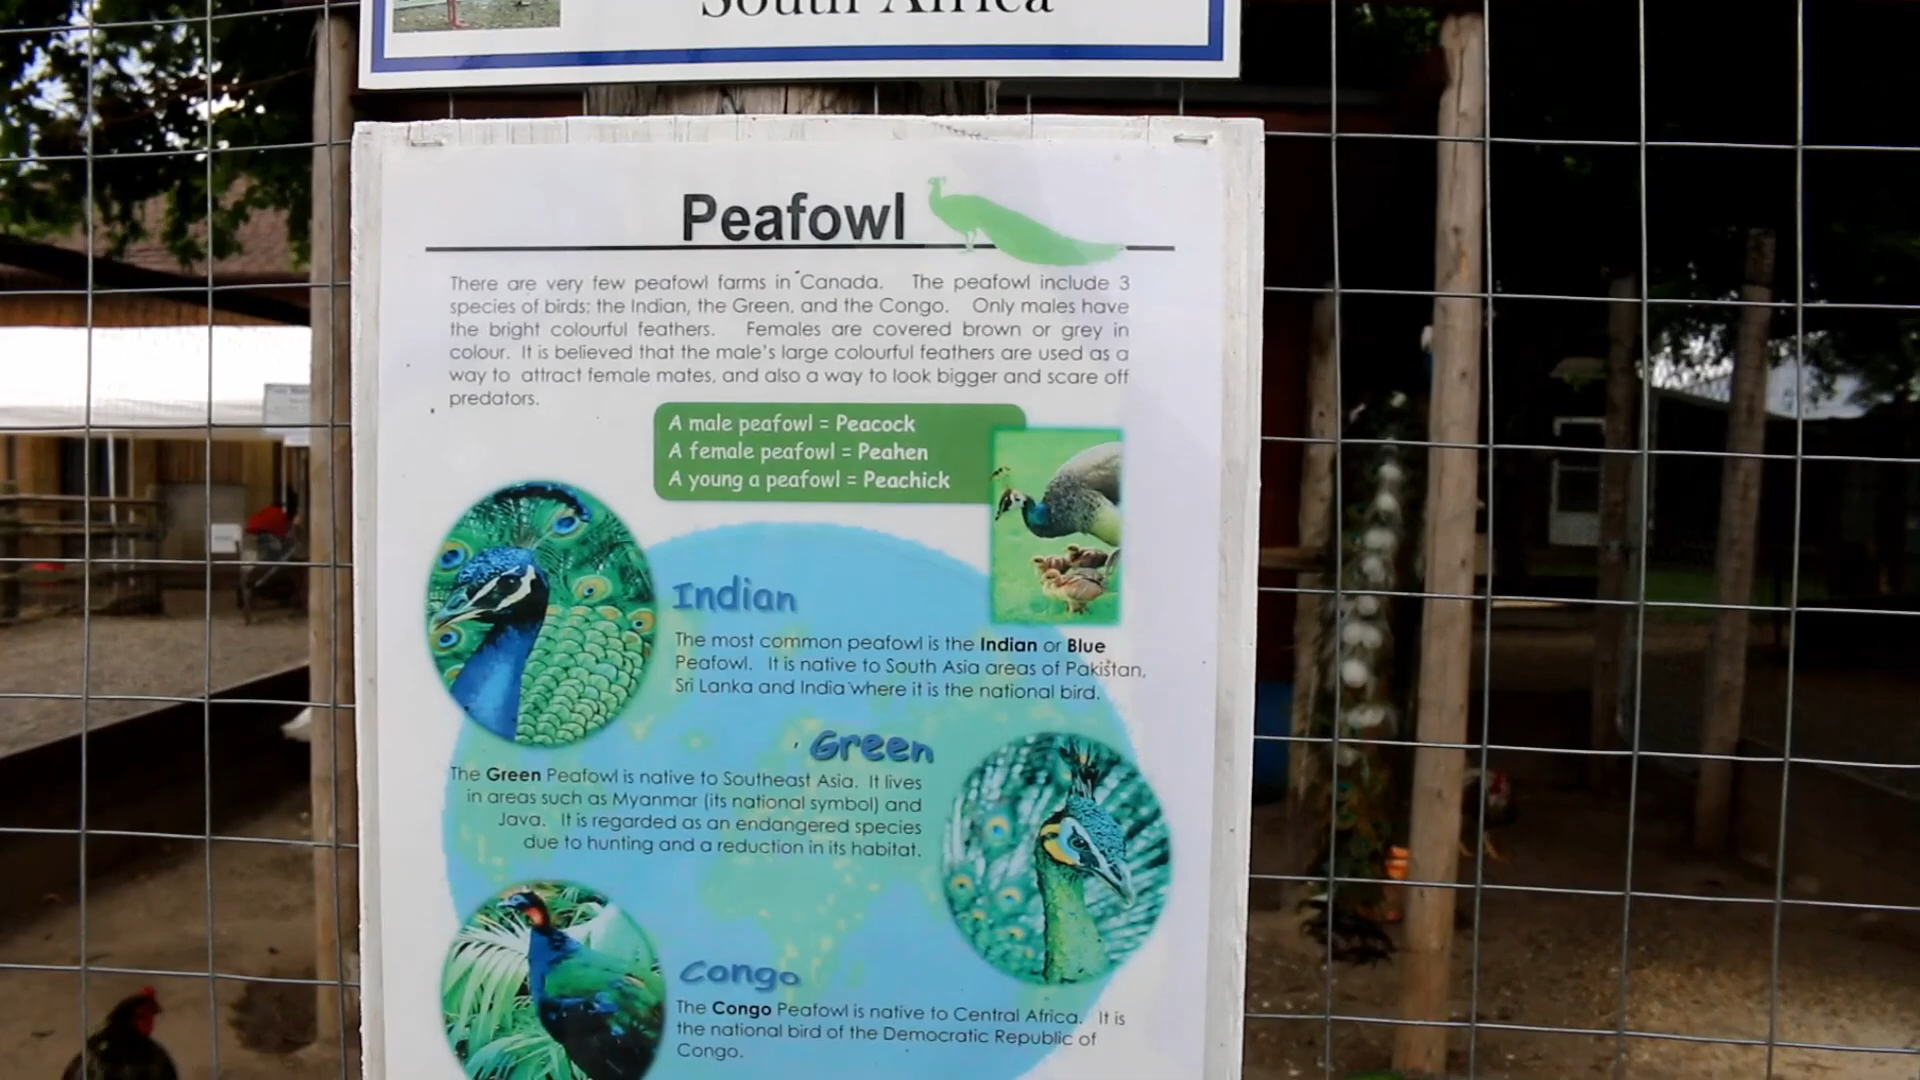 South Africa
Peafowl
There are very few peafowl farms in Canada. The peafowl include 3
species of birds: the Indian, the Green, and the Congo. Only males have
the bright colourful feathers. Females are covered brown or grey in
colour. It is believed that the male's large colourful feathers are used as a
way to attract female mates, and also a way to look bigger and scare off
predators.
A male peafowl = Peacock
A female peafowl = Peahen
A young a peafowl = Peachick
Indian
The most common peafowl is the Indian or Blue
Peafowl. It is native to South Asia areas of Pakistan,
Sri Lanka and India where it is the national bird.
Green
The Green Peafowl is native to Southeast Asia. It lives
in areas such as Myanmar (its national symbol) and
Java. It is regarded as an endangered species
due to hunting and a reduction in its habitat.
Congo
The Congo Peafowl is native to Central Africa. It is
the national bird of the Democratic Republic of
Congo.